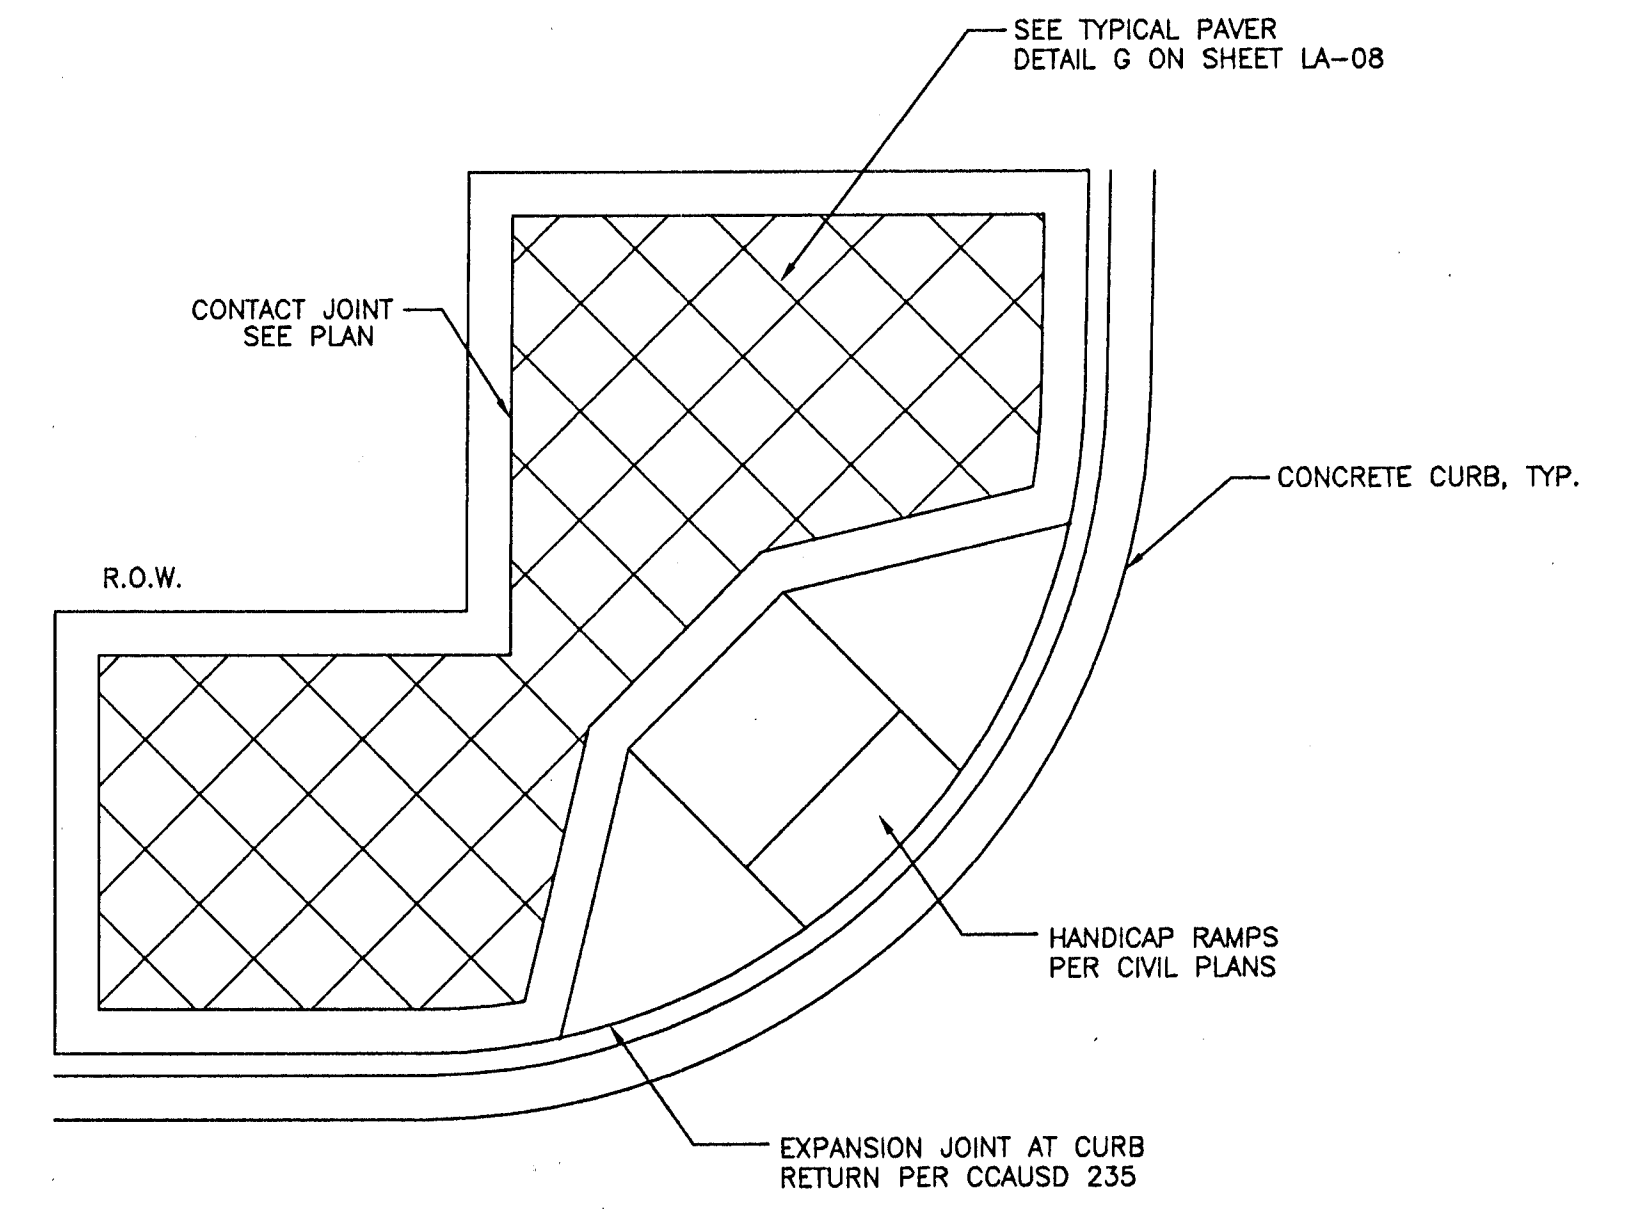 SEE TYPICAL PAVER
DETAIL G ON SHEET LA-08
CONTACT JOINT
SEE PLAN
CONCRETE CURB, TYP.
R.O.W.
HANDICAP RAMPS
PER CIVIL PLANS
EXPANSION JOINT AT CURB
RETURN PER CCAUSD 235